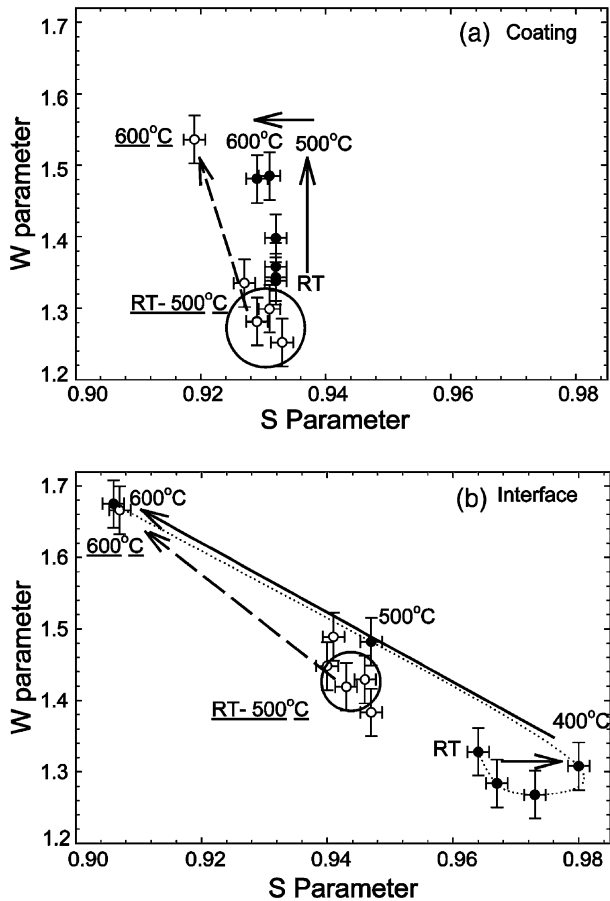 (a) Coating
1.7
1.6
1.5
1.4
1.3
1.2
W parameter
600°C
600°C
500°C
RT
RT- 500°C
0.90 0.92 0.94 0.96 0.98
S Parameter
(b) Interface
1.7
1.6
1.5
1.4
1.3
1.2
W parameter
600°C
600°C
500°C
RT- 500°C
400°C
RT
0.90 0.92 0.94 0.96 0.98
S Parameter